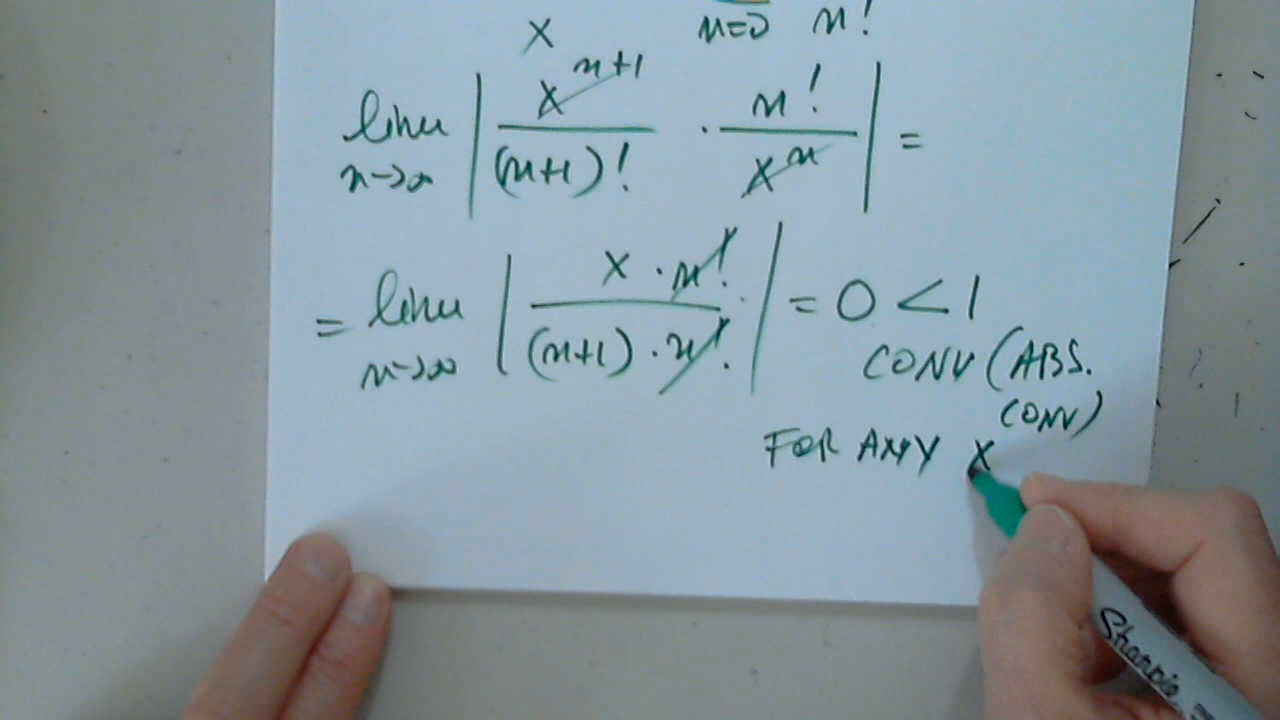 n=0 n!
x
lim n→∞ | x^(n+1) / (n+1)! · n! / x^n | =
= lim n→∞ | x · n! / (n+1) · n! | = 0 < 1
CONV (ABS.
CONV)
FOR ANY X
Sharpie